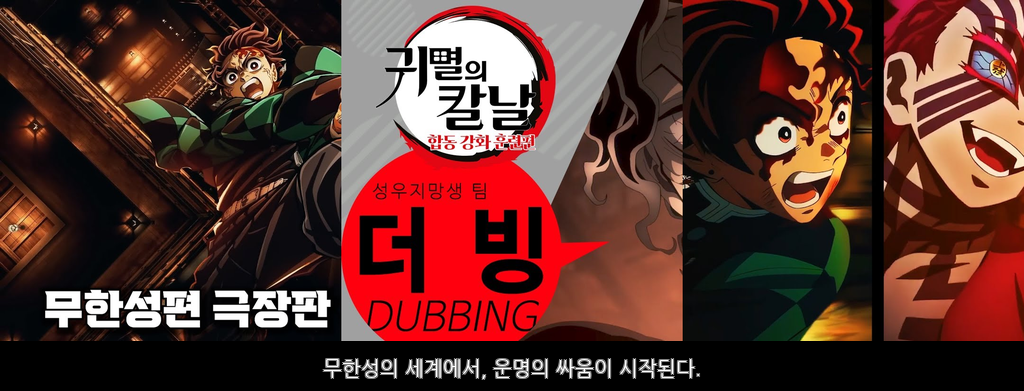 무한성편 극장판
귀멸의
칼날
합동 강화 훈련편
성우지망생 팀
더 빙
DUBBING
무한성의 세계에서, 운명의 싸움이 시작된다.